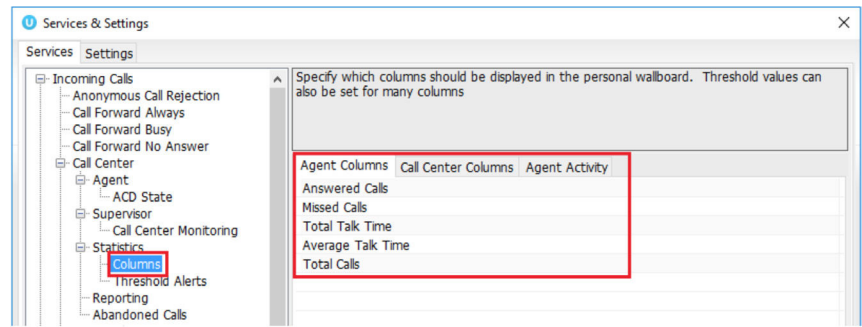 Services & Settings
Services Settings
Incoming Calls
Anonymous Call Rejection
Call Forward Always
Call Forward Busy
Call Forward No Answer
Call Center
Agent
ACD State
Supervisor
Call Center Monitoring
Statistics
Columns
Threshold Alerts
Reporting
Abandoned Calls
Specify which columns should be displayed in the personal wallboard. Threshold values can
also be set for many columns
Agent Columns Call Center Columns Agent Activity
Answered Calls
Missed Calls
Total Talk Time
Average Talk Time
Total Calls